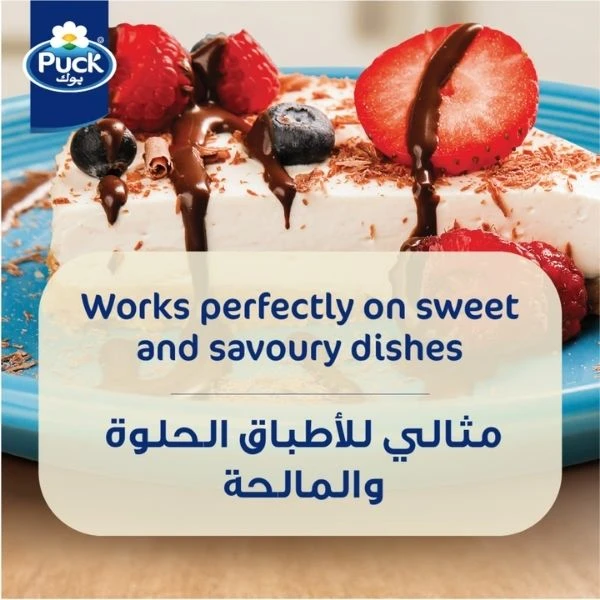 Puck
بوك
Works perfectly on sweet
and savoury dishes
مثالي للأطباق الحلوة
والمالحة